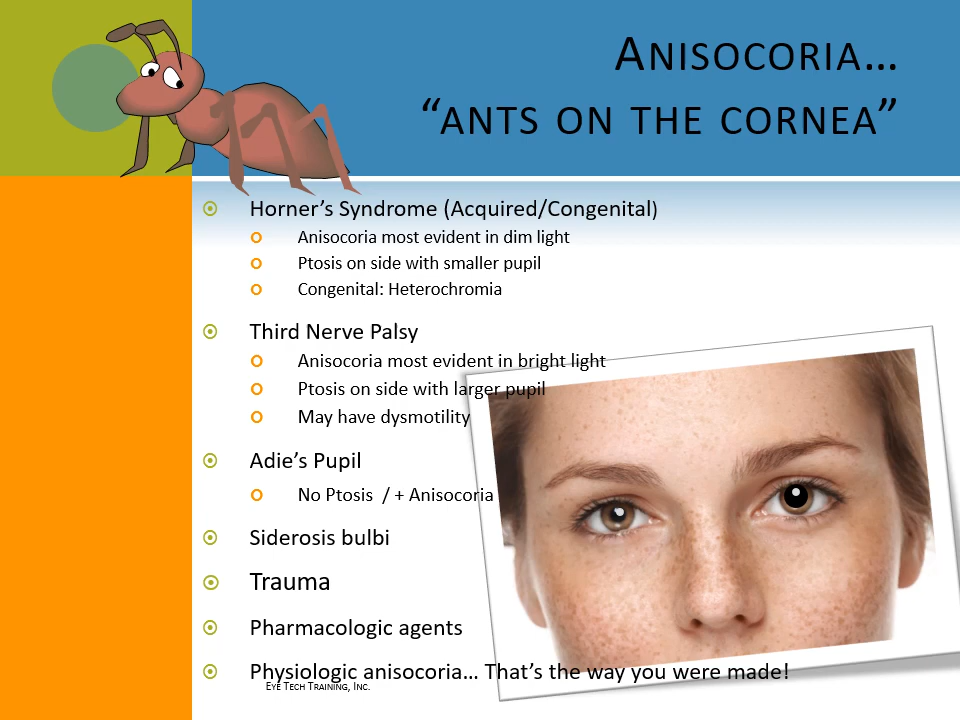 Anisocoria…
“ants on the cornea”
Horner’s Syndrome (Acquired/Congenital)
Anisocoria most evident in dim light
Ptosis on side with smaller pupil
Congenital: Heterochromia
Third Nerve Palsy
Anisocoria most evident in bright light
Ptosis on side with larger pupil
May have dysmotility
Adie’s Pupil
No Ptosis / + Anisocoria
Siderosis bulbi
Trauma
Pharmacologic agents
Physiologic anisocoria… That’s the way you were made!
Eye Tech Training, Inc.